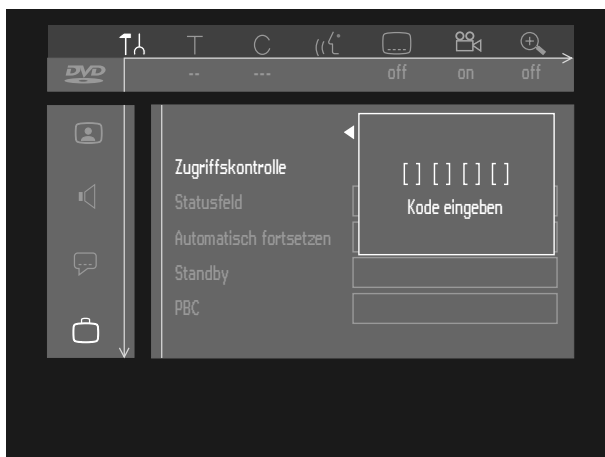 T C
DVD -- --- off on off
Zugriffskontrolle
[ ] [ ] [ ] [ ]
Kode eingeben
Statusfeld
Automatisch fortsetzen
Standby
PBC